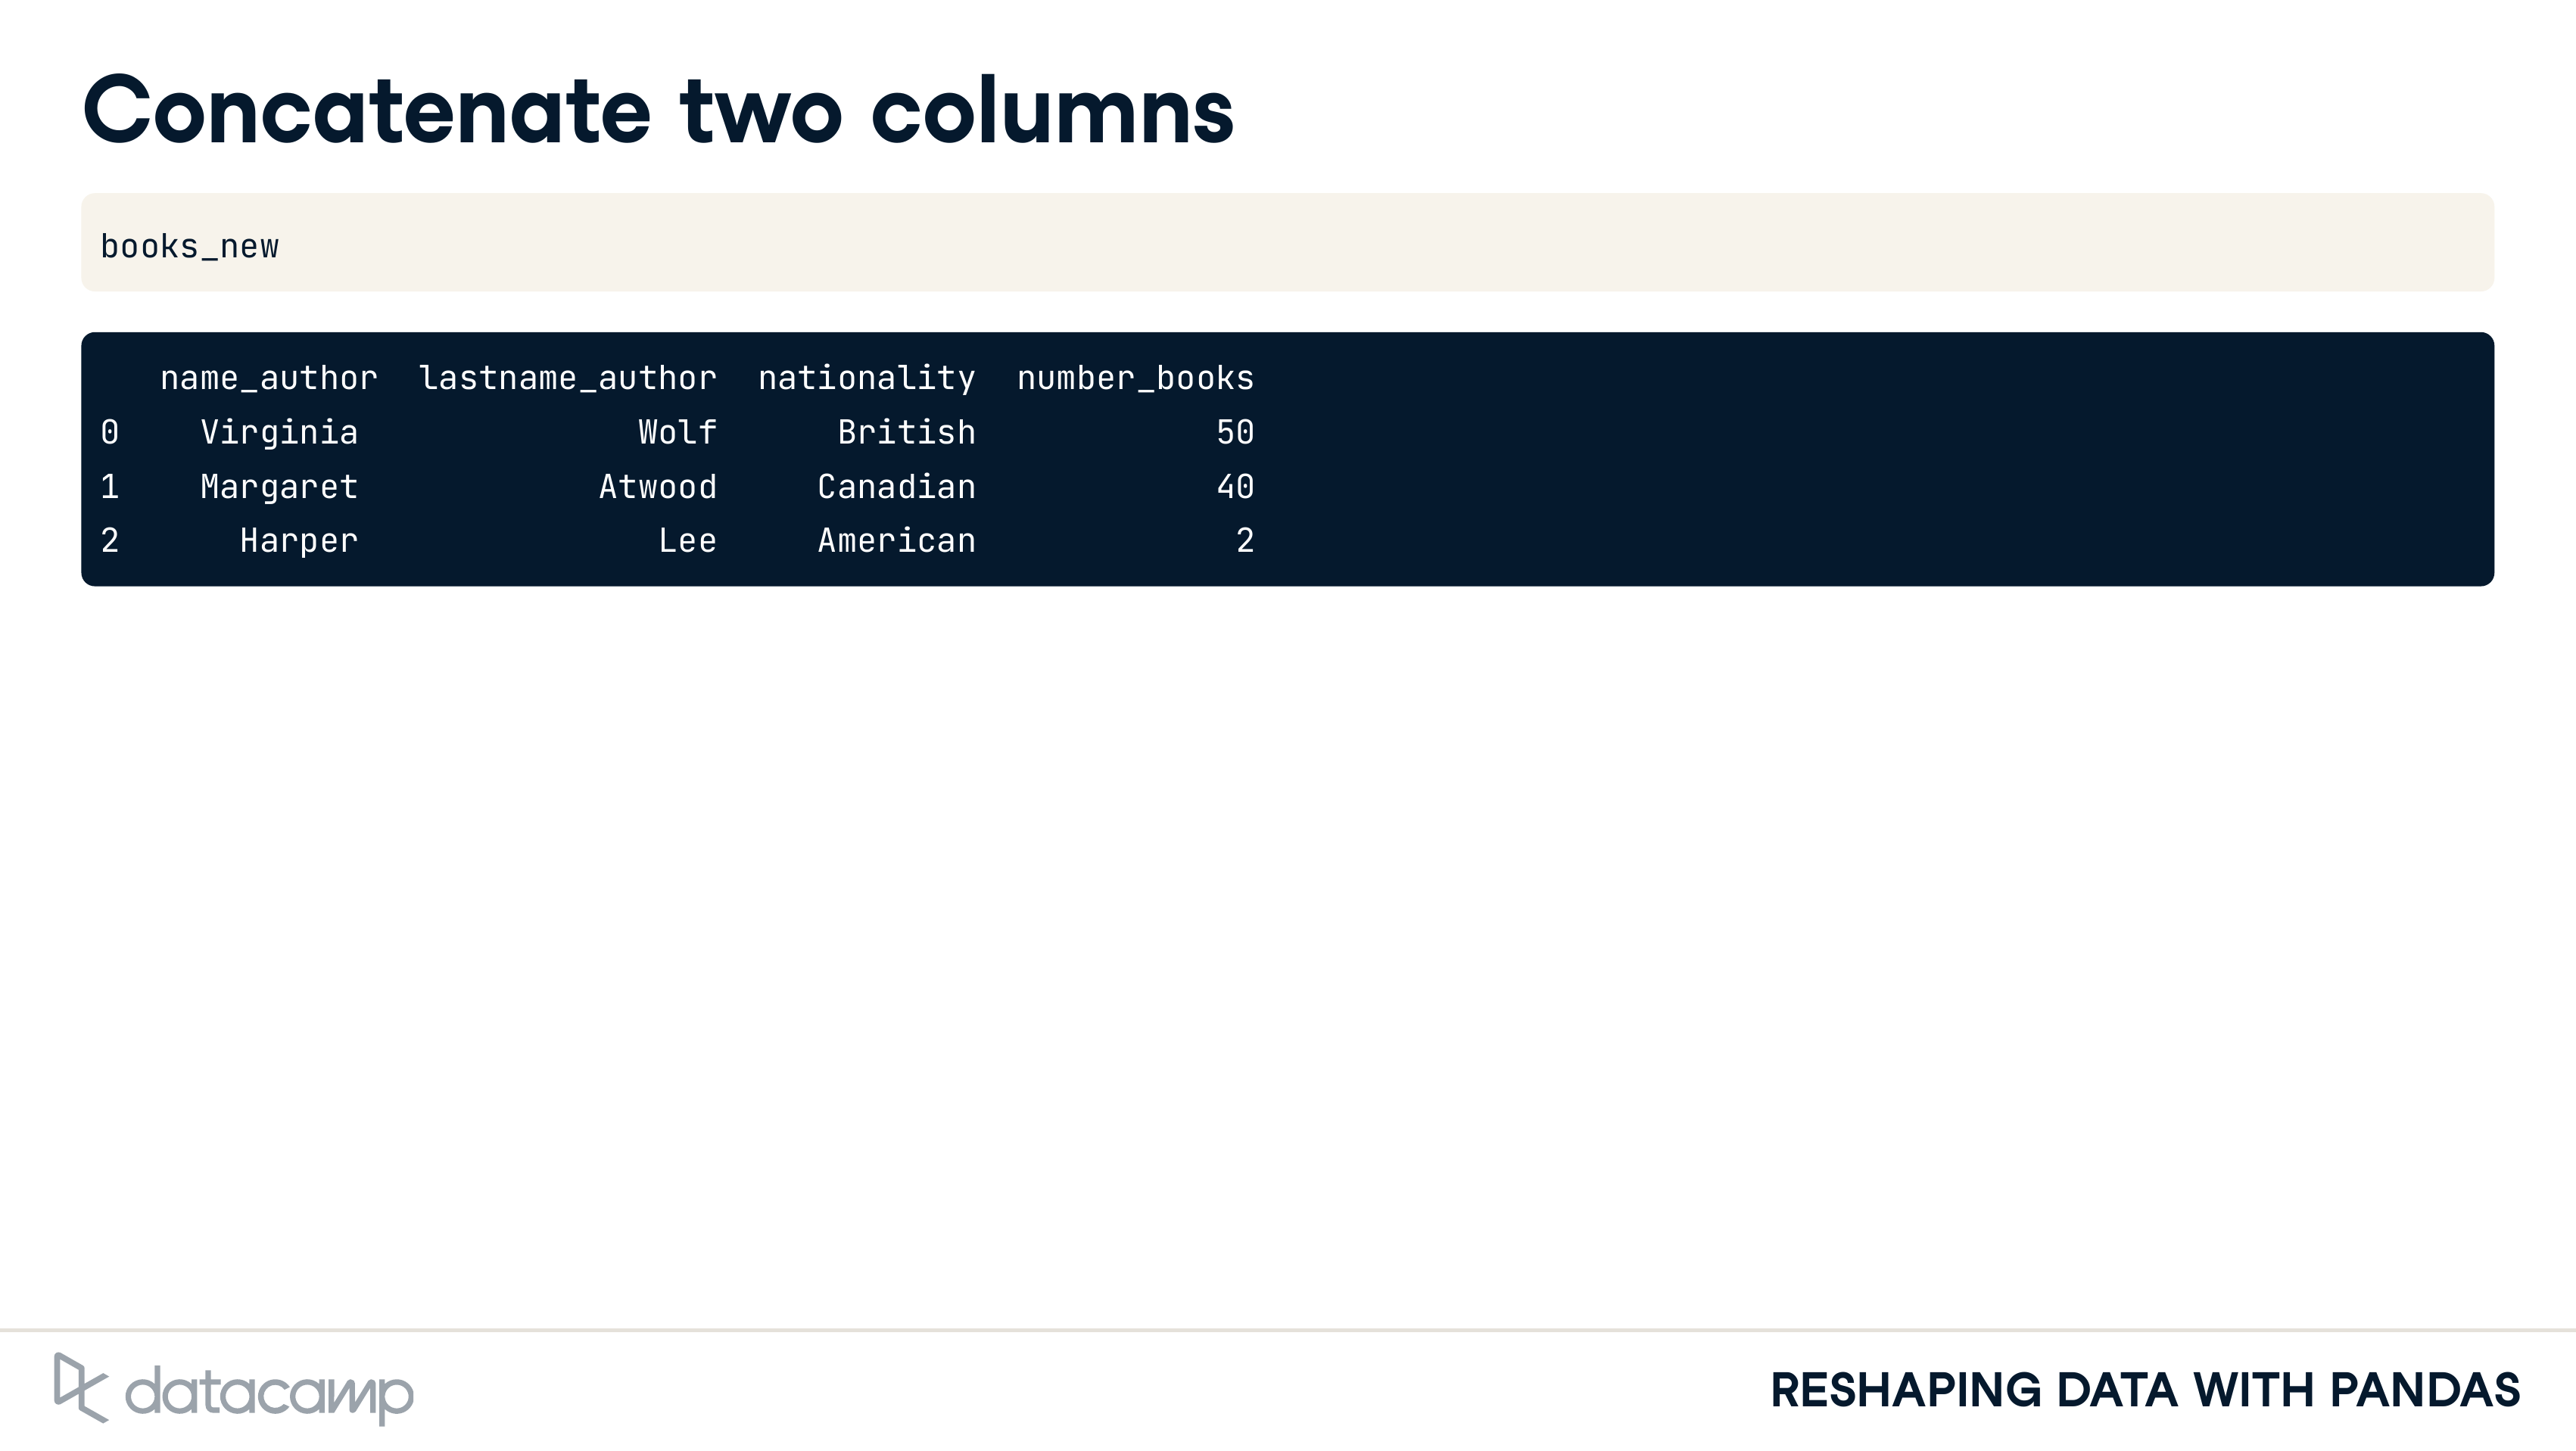 Concatenate two columns
books_new
name_author lastname_author nationality number_books
0 Virginia Wolf British 50
1 Margaret Atwood Canadian 40
2 Harper Lee American 2
datacamp
RESHAPING DATA WITH PANDAS